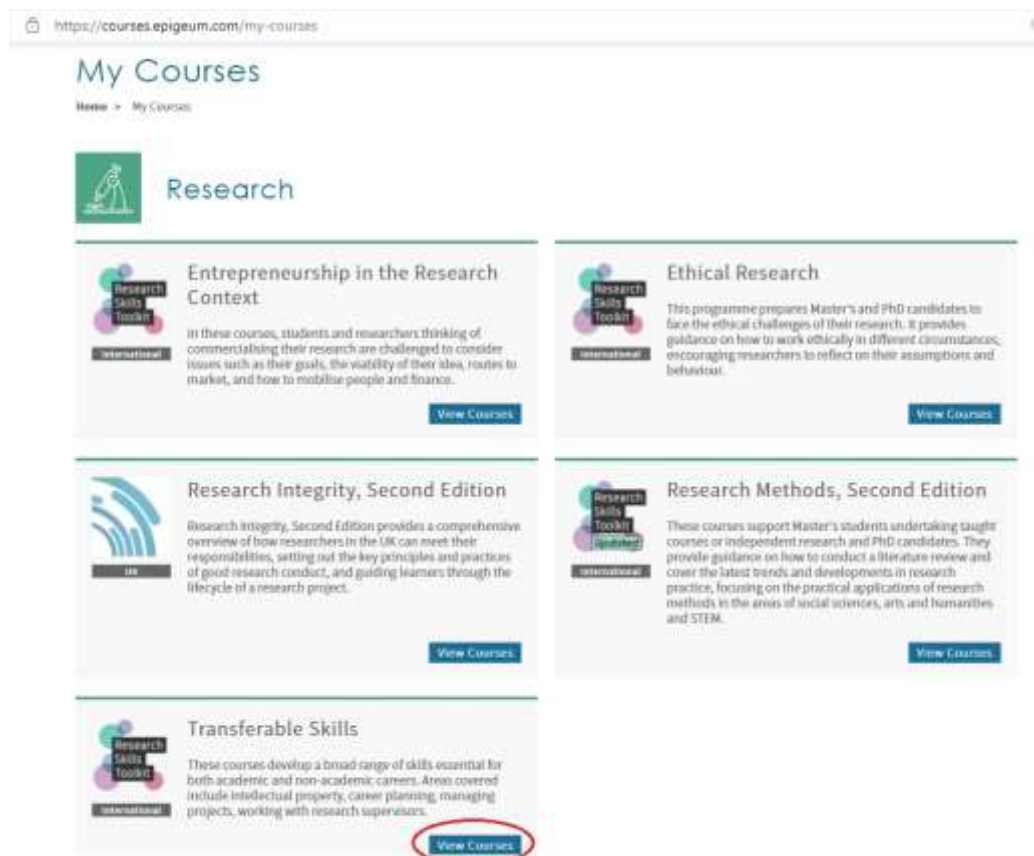 https://courses.epigeum.com/my-courses
My Courses
Home > My Courses
Research
Research
Skills
Toolkit
International
Entrepreneurship in the Research
Context
In these courses, students and researchers thinking of
commercialising their research are challenged to consider
issues such as their goals, the viability of their idea, routes to
market, and how to mobilise people and finance.
View Courses
Research
Skills
Toolkit
International
Ethical Research
This programme prepares Master's and PhD candidates to
face the ethical challenges of their research. It provides
guidance on how to work ethically in different circumstances,
encouraging researchers to reflect on their assumptions and
behaviour.
View Courses
UK
Research Integrity, Second Edition
Research Integrity, Second Edition provides a comprehensive
overview of how researchers in the UK can meet their
responsibilities, setting out the key principles and practices
of good research conduct, and guiding learners through the
lifecycle of a research project.
View Courses
Research
Skills
Toolkit
Updated
International
Research Methods, Second Edition
These courses support Master's students undertaking taught
courses or independent research and PhD candidates. They
provide guidance on how to conduct a literature review and
cover the latest trends and developments in research
practice, focusing on the practical applications of research
methods in the areas of social sciences, arts and humanities
and STEM.
View Courses
Research
Skills
Toolkit
International
Transferable Skills
These courses develop a broad range of skills essential for
both academic and non-academic careers. Areas covered
include intellectual property, career planning, managing
projects, working with research supervisors.
View Courses